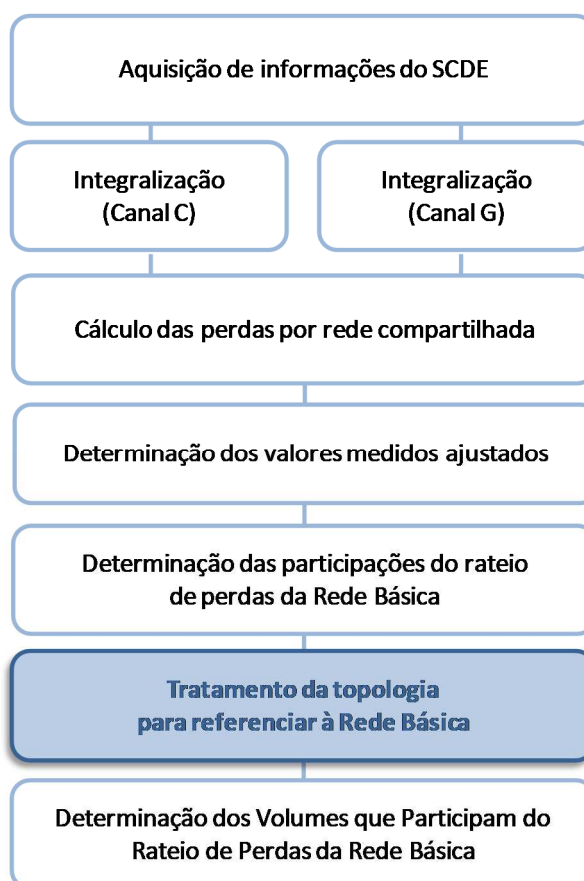 Aquisição de informações do SCDE
Integralização
(Canal C)
Integralização
(Canal G)
Cálculo das perdas por rede compartilhada
Determinação dos valores medidos ajustados
Determinação das participações do rateio
de perdas da Rede Básica
Tratamento da topologia
para referenciar à Rede Básica
Determinação dos Volumes que Participam do
Rateio de Perdas da Rede Básica